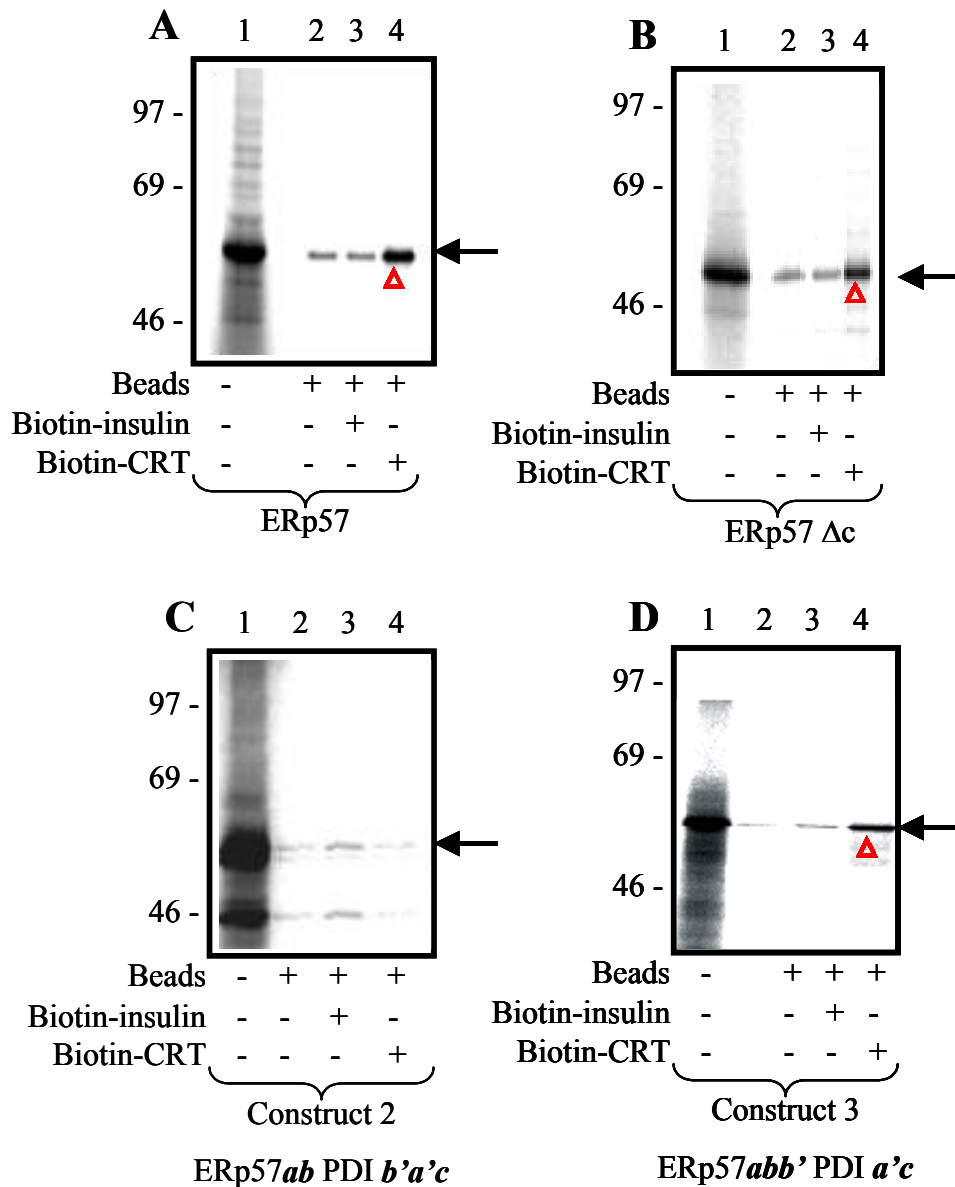 A
1 2 3 4
97 -
69 -
46 -
Beads - + + +
Biotin-insulin - - + -
Biotin-CRT - - - +
ERp57
B
1 2 3 4
97 -
69 -
46 -
Beads - + + +
Biotin-insulin - - + -
Biotin-CRT - - - +
ERp57 Δc
C
1 2 3 4
97 -
69 -
46 -
Beads - + + +
Biotin-insulin - - + -
Biotin-CRT - - - +
Construct 2
ERp57ab PDI b’a’c
D
1 2 3 4
97 -
69 -
46 -
Beads - + + +
Biotin-insulin - - + -
Biotin-CRT - - - +
Construct 3
ERp57abb’ PDI a’c